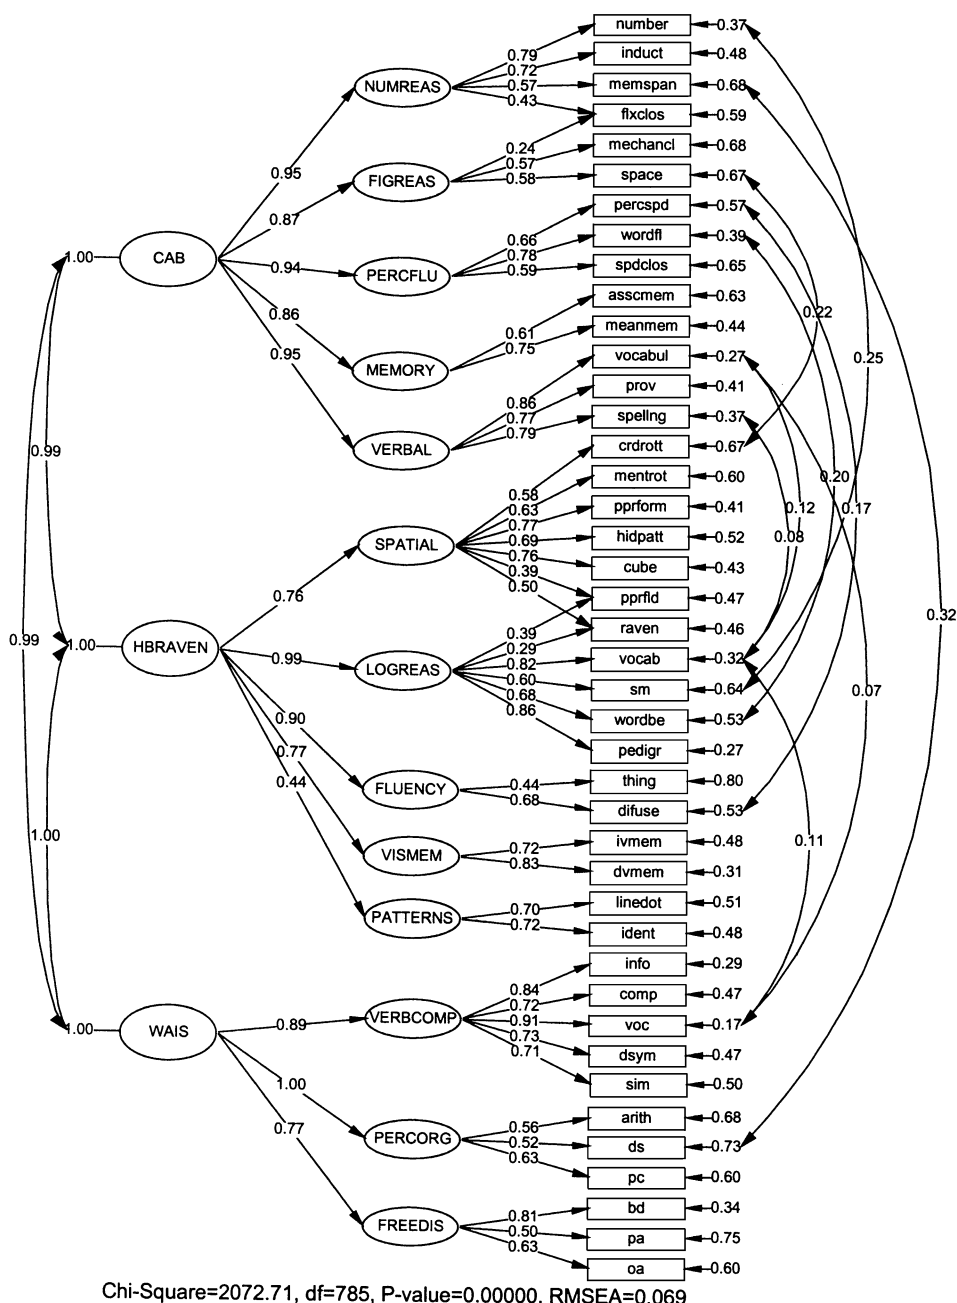 number 0.37
0.79
induct 0.48
0.72
NUMREAS
memspan 0.68
0.57
0.43
flxclos 0.59
0.24
mechancl 0.68
0.57
0.95
space 0.67
FIGREAS
0.58
percspd 0.57
0.87
wordfl 0.39
0.66
0.78
1.00
CAB
0.94
PERCFLU
0.59
spdclos 0.65
asscmem 0.63
0.22
0.86
meanmem 0.44
0.61
0.75
0.95
vocabul 0.27
0.25
MEMORY
prov 0.41
0.86
0.77
spellng 0.37
0.79
VERBAL
crdrott 0.67
0.99
mentrot 0.60
0.20
0.58
pprform 0.41
0.63
0.12
0.17
0.77
hidpatt 0.52
0.08
0.69
SPATIAL
0.76
cube 0.43
0.39
0.50
0.76
pprfld 0.47
0.32
raven 0.46
0.39
0.99
1.00
HBRAVEN
0.29
0.99
vocab 0.32
0.82
LOGREAS
0.60
sm 0.64
0.07
0.68
0.86
wordbe 0.53
0.90
pedigr 0.27
0.77
0.44
thing 0.80
0.44
FLUENCY
0.68
difuse 0.53
1.00
ivmem 0.48
0.11
0.72
VISMEM
0.83
dvmem 0.31
linedot 0.51
0.70
PATTERNS
0.72
ident 0.48
info 0.29
0.84
comp 0.47
0.72
1.00
WAIS
0.89
VERBCOMP
0.91
voc 0.17
0.73
0.71
dsym 0.47
sim 0.50
1.00
arith 0.68
0.56
0.77
PERCORG
0.52
ds 0.73
0.63
pc 0.60
bd 0.34
0.81
FREEDIS
0.50
pa 0.75
0.63
oa 0.60
Chi-Square=2072.71, df=785, P-value=0.00000, RMSEA=0.069